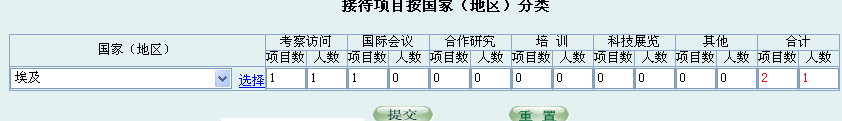 接待项目按国家（地区）分类
国家（地区） 考察访问 国际会议 合作研究 培 训 科技展览 其他 合计
项目数 人数 项目数 人数 项目数 人数 项目数 人数 项目数 人数 项目数 人数 项目数 人数
埃及 选择 1 1 1 0 0 0 0 0 0 0 0 0 2 1
提交 重 置